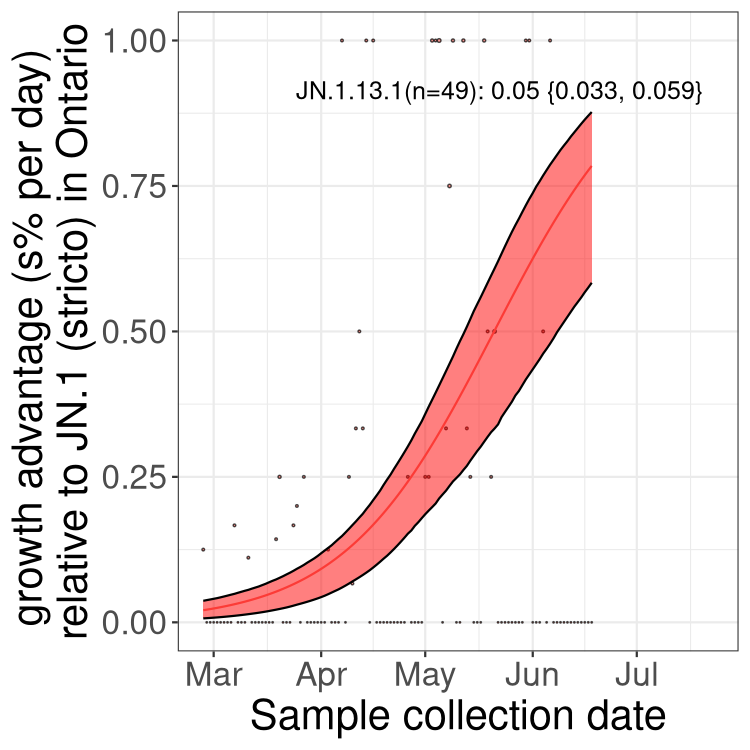 growth advantage (s% per day)
relative to JN.1 (stricto) in Ontario
1.00
0.75
0.50
0.25
0.00
JN.1.13.1(n=49): 0.05 {0.033, 0.059}
Mar Apr May Jun Jul
Sample collection date